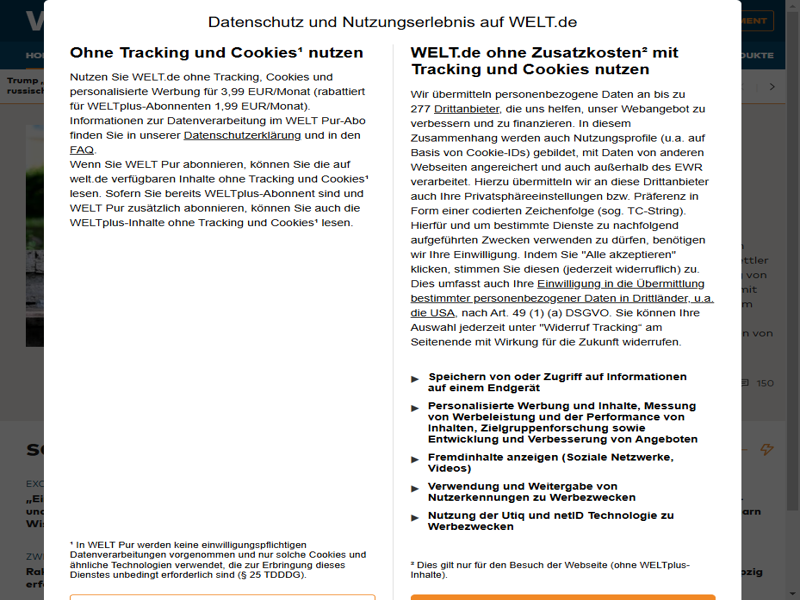 Datenschutz und Nutzungserlebnis auf WELT.de
Ohne Tracking und Cookies¹ nutzen
Nutzen Sie WELT.de ohne Tracking, Cookies und
personalisierte Werbung für 3,99 EUR/Monat (rabattiert
für WELTplus-Abonnenten 1,99 EUR/Monat).
Informationen zur Datenverarbeitung im WELT Pur-Abo
finden Sie in unserer Datenschutzerklärung und in den
FAQ.
Wenn Sie WELT Pur abonnieren, können Sie die auf
welt.de verfügbaren Inhalte ohne Tracking und Cookies¹
lesen. Sofern Sie bereits WELTplus-Abonnent sind und
WELT Pur zusätzlich abonnieren, können Sie auch die
WELTplus-Inhalte ohne Tracking und Cookies¹ lesen.
¹ In WELT Pur werden keine einwilligungspflichtigen
Datenverarbeitungen vorgenommen und nur solche Cookies und
ähnliche Technologien verwendet, die zur Erbringung dieses
Dienstes unbedingt erforderlich sind (§ 25 TDDDG).
WELT.de ohne Zusatzkosten² mit
Tracking und Cookies nutzen
Wir übermitteln personenbezogene Daten an bis zu
277 Drittanbieter, die uns helfen, unser Webangebot zu
verbessern und zu finanzieren. In diesem
Zusammenhang werden auch Nutzungsprofile (u.a. auf
Basis von Cookie-IDs) gebildet, mit Daten von anderen
Webseiten angereichert und auch außerhalb des EWR
verarbeitet. Hierzu übermitteln wir an diese Drittanbieter
auch Ihre Privatsphäreeinstellungen bzw. Präferenz in
Form einer codierten Zeichenfolge (sog. TC-String).
Hierfür und um bestimmte Dienste zu nachfolgend
aufgeführten Zwecken verwenden zu dürfen, benötigen
wir Ihre Einwilligung. Indem Sie "Alle akzeptieren"
klicken, stimmen Sie diesen (jederzeit widerruflich) zu.
Dies umfasst auch Ihre Einwilligung in die Übermittlung
bestimmter personenbezogener Daten in Drittländer, u.a.
die USA, nach Art. 49 (1) (a) DSGVO. Sie können Ihre
Auswahl jederzeit unter "Widerruf Tracking“ am
Seitenende mit Wirkung für die Zukunft widerrufen.
Speichern von oder Zugriff auf Informationen
auf einem Endgerät
Personalisierte Werbung und Inhalte, Messung
von Werbeleistung und der Performance von
Inhalten, Zielgruppenforschung sowie
Entwicklung und Verbesserung von Angeboten
Fremdinhalte anzeigen (Soziale Netzwerke,
Videos)
Verwendung und Weitergabe von
Nutzerkennungen zu Werbezwecken
Nutzung der Utiq und netID Technologie zu
Werbezwecken
² Dies gilt nur für den Besuch der Webseite (ohne WELTplus-
Inhalte).
Trump „
150